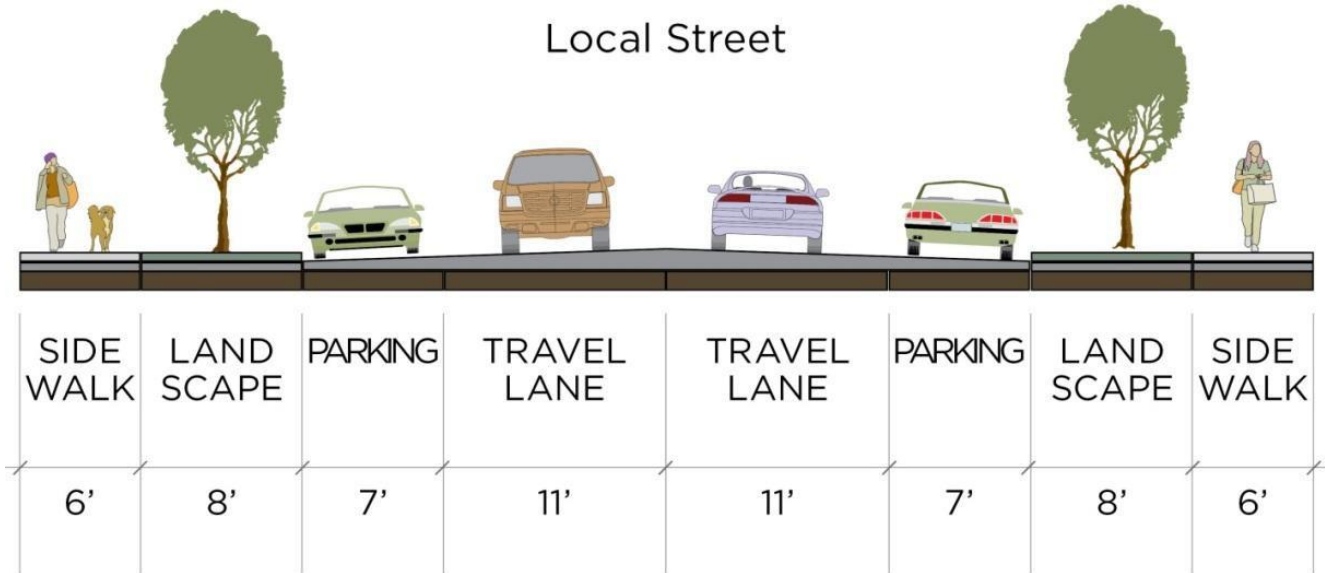 Local Street
SIDE
WALK
LAND
SCAPE
PARKING
TRAVEL
LANE
TRAVEL
LANE
PARKING
LAND
SCAPE
SIDE
WALK
6’
8’
7’
11’
11’
7’
8’
6’